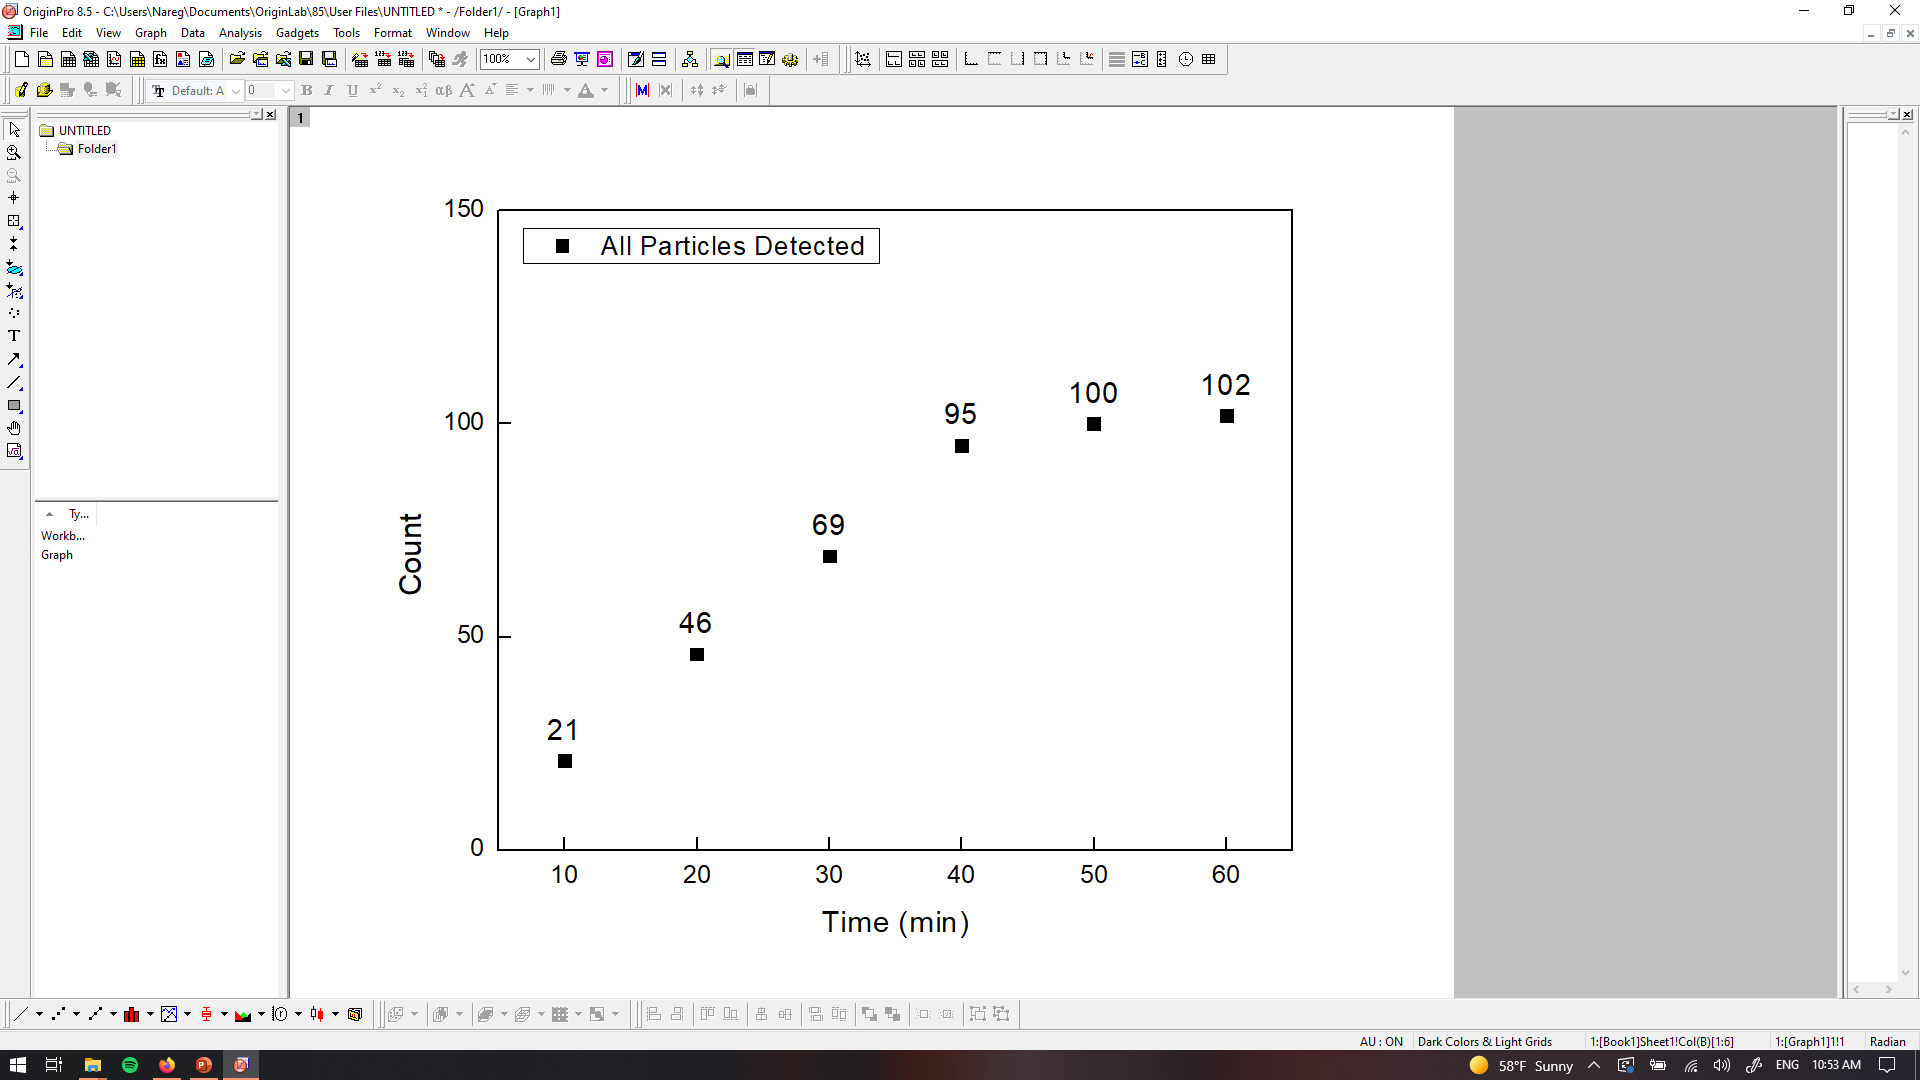 OriginPro 8.5 - C:\Users\Nareg\Documents\OriginLab\85\User Files\UNTITLED * - /Folder1/ - [Graph1]
File Edit View Graph Data Analysis Gadgets Tools Format Window Help
100%
Default: A 0 B I U x² x₂ αβ A A A M
UNTITLED
Folder1
1
150
All Particles Detected
102
100
95
100
69
Count
46
50
21
0
10 20 30 40 50 60
Time (min)
Ty...
Workb...
Graph
AU : ON Dark Colors & Light Grids 1:[Book1]Sheet1!Col(B)[1:6] 1:[Graph1]1!1 Radian
58°F Sunny ENG 10:53 AM